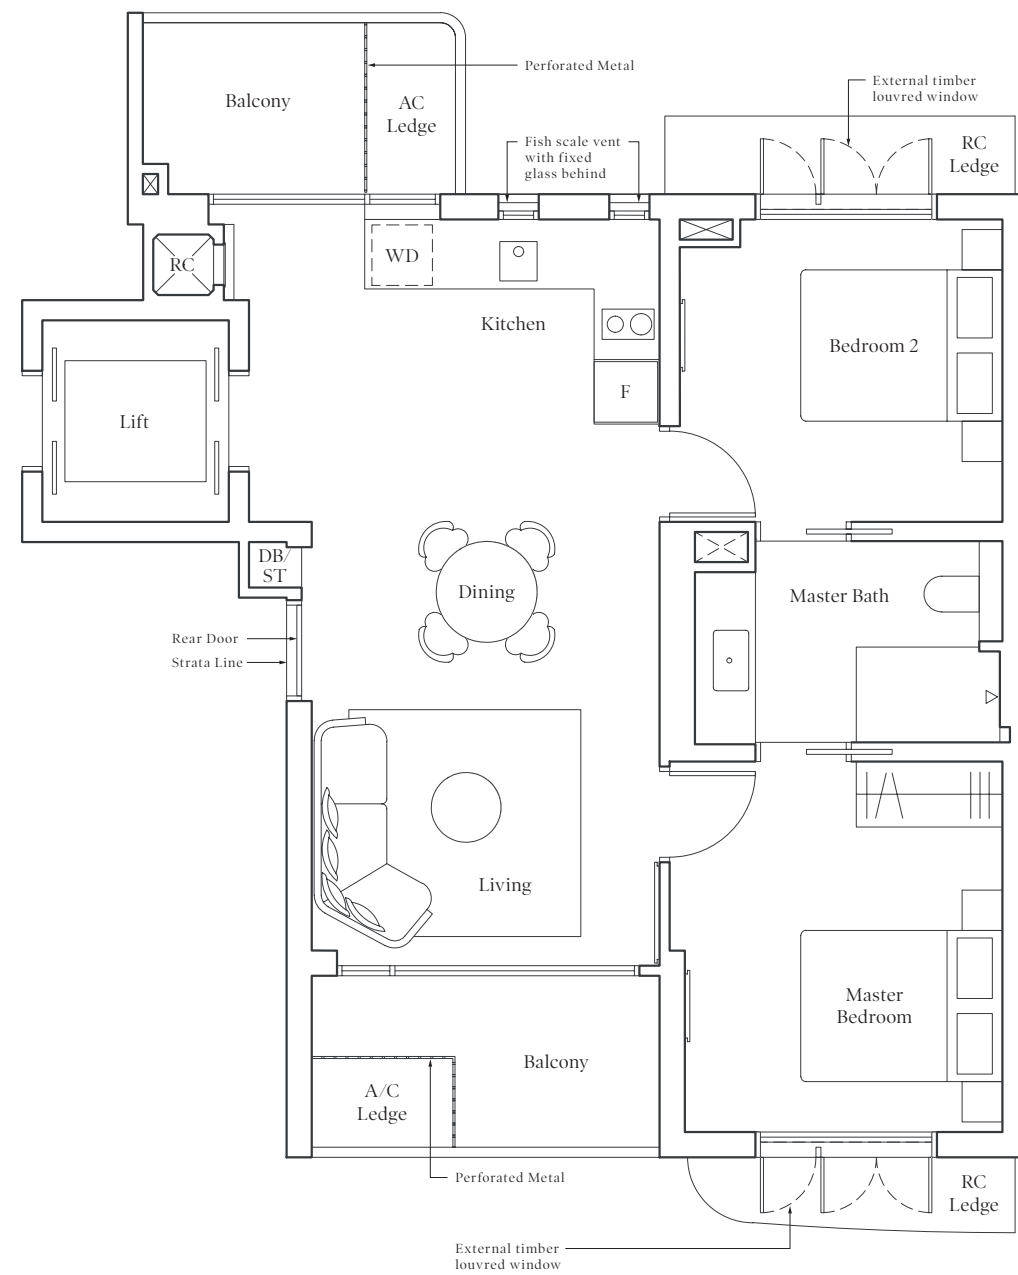 Perforated Metal
External timber
louvred window
Balcony
AC
Ledge
Fish scale vent
with fixed
glass behind
RC
Ledge
WD
RC
Kitchen
Bedroom 2
F
Lift
DB/
ST
Dining
Master Bath
Rear Door
Strata Line
Living
Master
Bedroom
Balcony
A/C
Ledge
Perforated Metal
RC
Ledge
External timber
louvred window